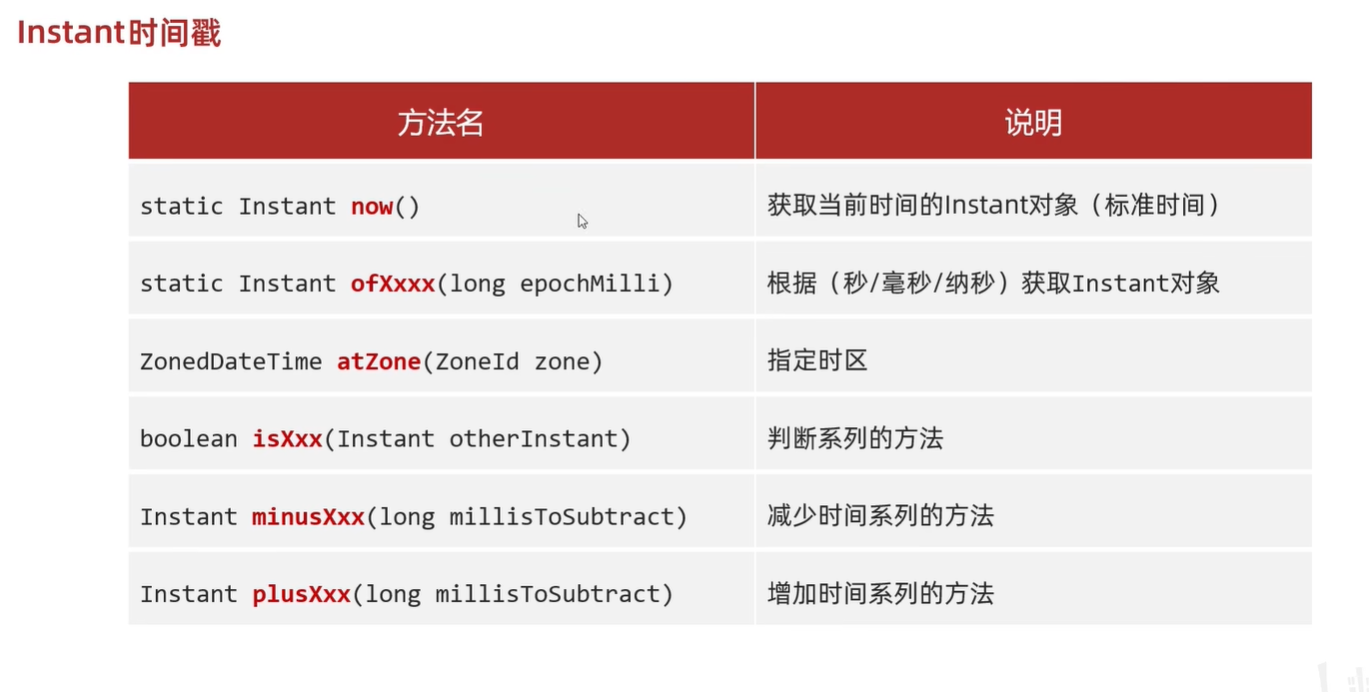 Instant时间戳
方法名
说明
static Instant now()
获取当前时间的Instant对象（标准时间）
static Instant ofXxxx(long epochMilli)
根据（秒/毫秒/纳秒）获取Instant对象
ZonedDateTime atZone(ZoneId zone)
指定时区
boolean isXxx(Instant otherInstant)
判断系列的方法
Instant minusXxx(long millisToSubtract)
减少时间系列的方法
Instant plusXxx(long millisToSubtract)
增加时间系列的方法